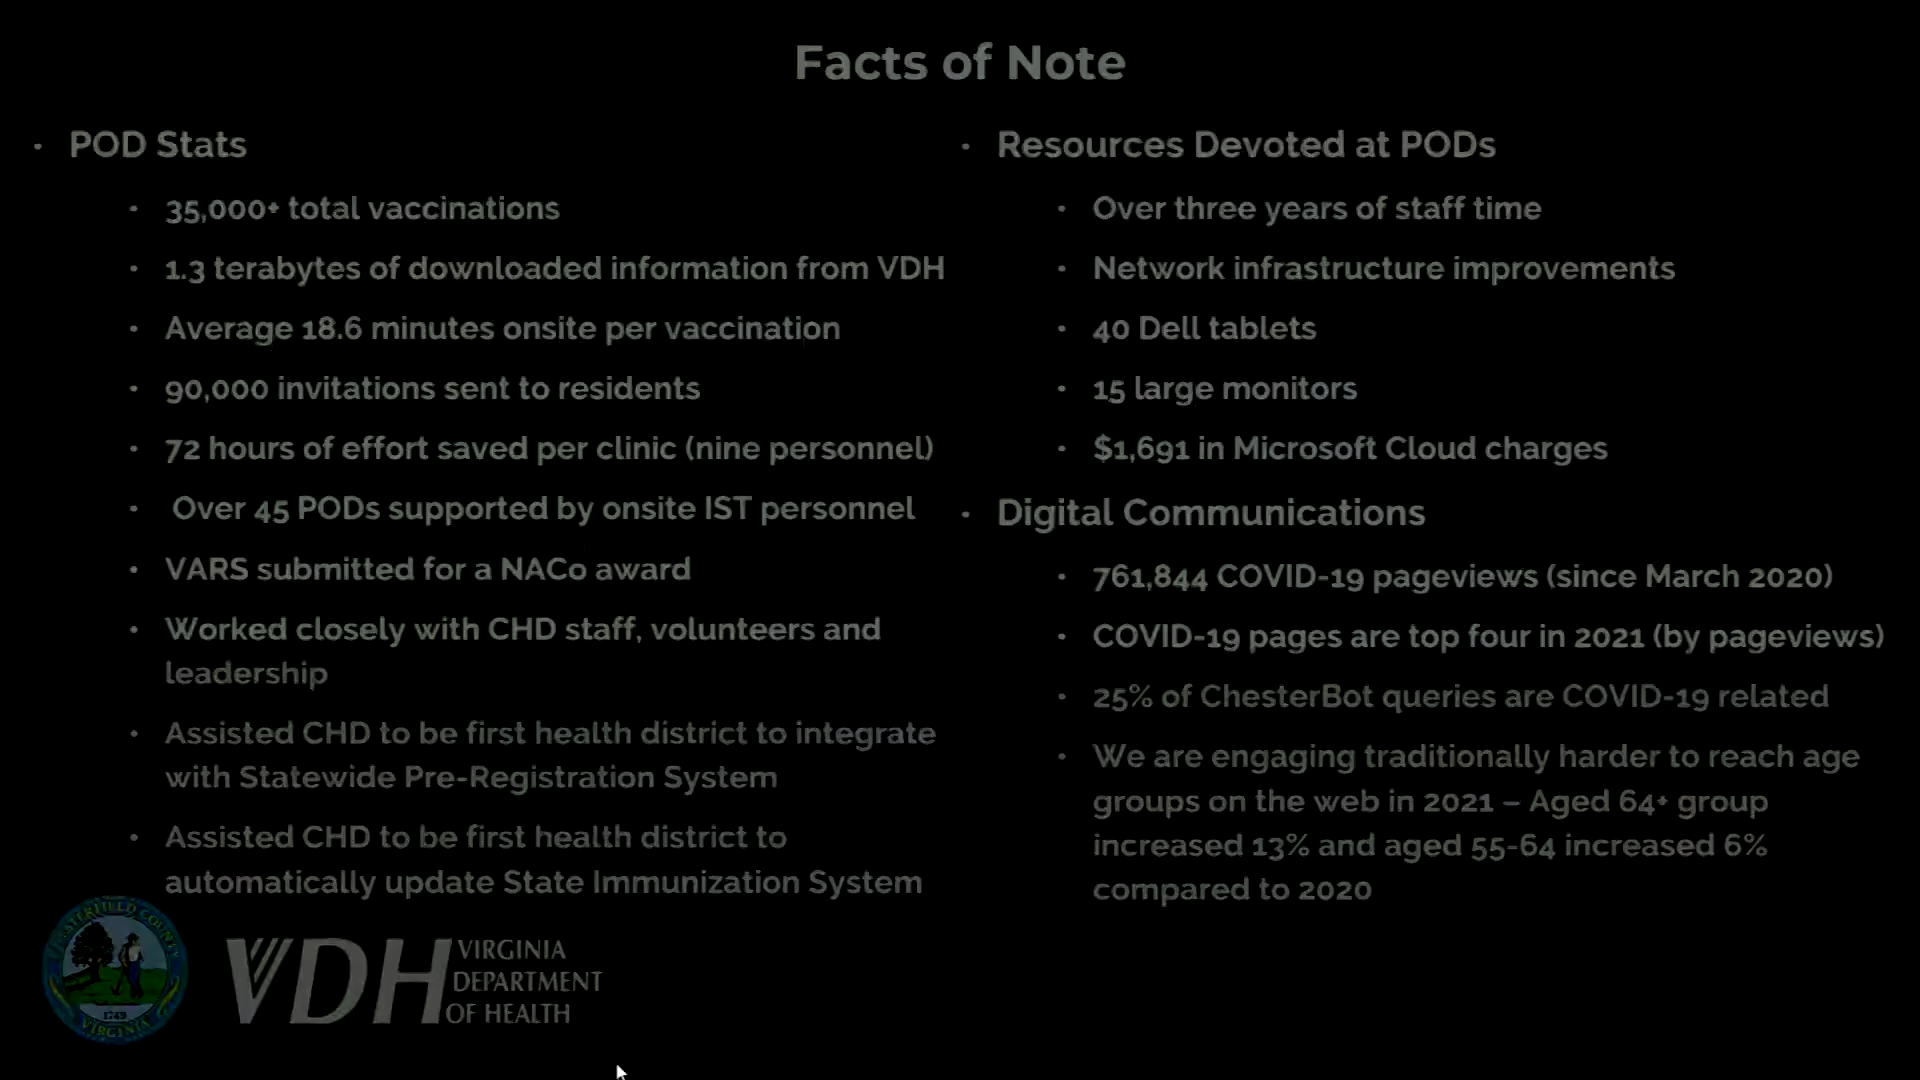 Facts of Note
• POD Stats
• 35,000+ total vaccinations
• 1.3 terabytes of downloaded information from VDH
• Average 18.6 minutes onsite per vaccination
• 90,000 invitations sent to residents
• 72 hours of effort saved per clinic (nine personnel)
• Over 45 PODs supported by onsite IST personnel
• VARS submitted for a NACo award
• Worked closely with CHD staff, volunteers and
leadership
• Assisted CHD to be first health district to integrate
with Statewide Pre-Registration System
• Assisted CHD to be first health district to
automatically update State Immunization System
• Resources Devoted at PODs
• Over three years of staff time
• Network infrastructure improvements
• 40 Dell tablets
• 15 large monitors
• $1,691 in Microsoft Cloud charges
• Digital Communications
• 761,844 COVID-19 pageviews (since March 2020)
• COVID-19 pages are top four in 2021 (by pageviews)
• 25% of ChesterBot queries are COVID-19 related
• We are engaging traditionally harder to reach age
groups on the web in 2021 – Aged 64+ group
increased 13% and aged 55-64 increased 6%
compared to 2020
CHESTERFIELD COUNTY
1749
VIRGINIA
VDH VIRGINIA
DEPARTMENT
OF HEALTH